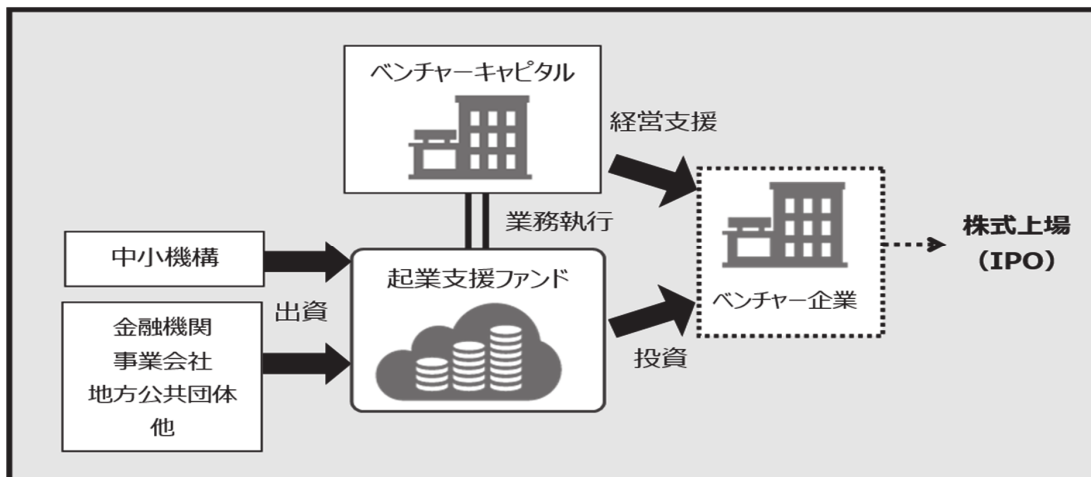 ベンチャーキャピタル
経営支援
業務執行
中小機構
出資
金融機関
事業会社
地方公共団体
他
起業支援ファンド
投資
ベンチャー企業
株式上場
（IPO）